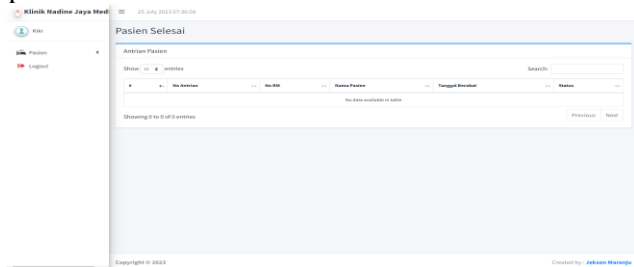 Klinik Nadine Jaya Medi
25 July 2023 07:36:58
Kiki
Pasien Selesai
Pasien
Logout
Antrian Pasien
Show 10 entries
Search:
# No Antrian No RM Nama Pasien Tanggal Berobat Status
No data available in table
Showing 0 to 0 of 0 entries
Previous Next
Copyright © 2023
Created by : Jekson Maranju